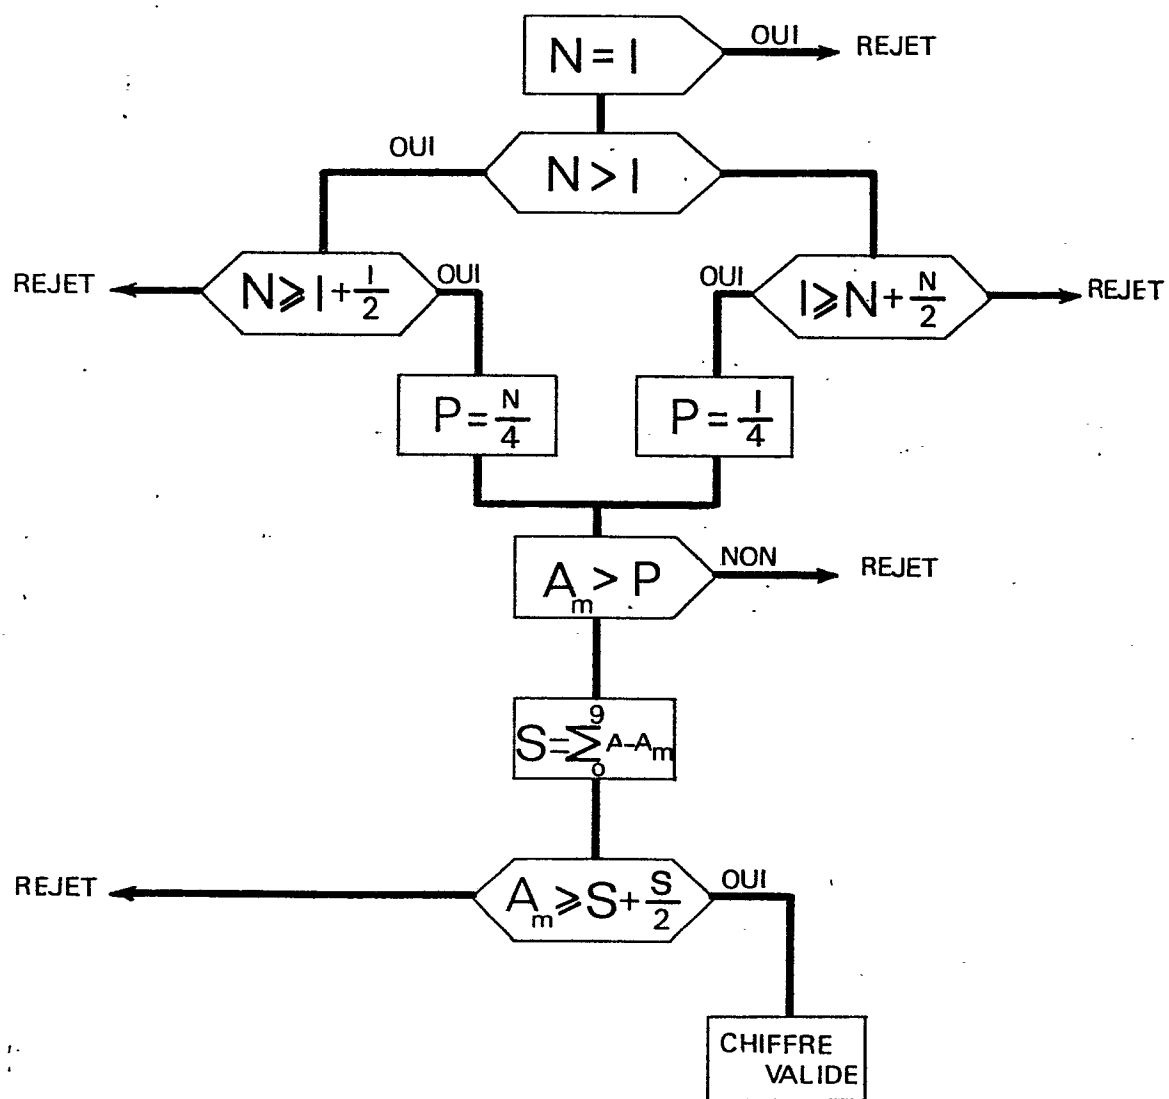 N = I
OUI
REJET
OUI
N > I
REJET
N ⩾ I + I/2
OUI
OUI
I ⩾ N + N/2
REJET
P = N/4
P = I/4
A_m > P
NON
REJET
S = ∑_0^9 A - A_m
REJET
A_m ⩾ S + S/2
OUI
CHIFFRE
VALIDE